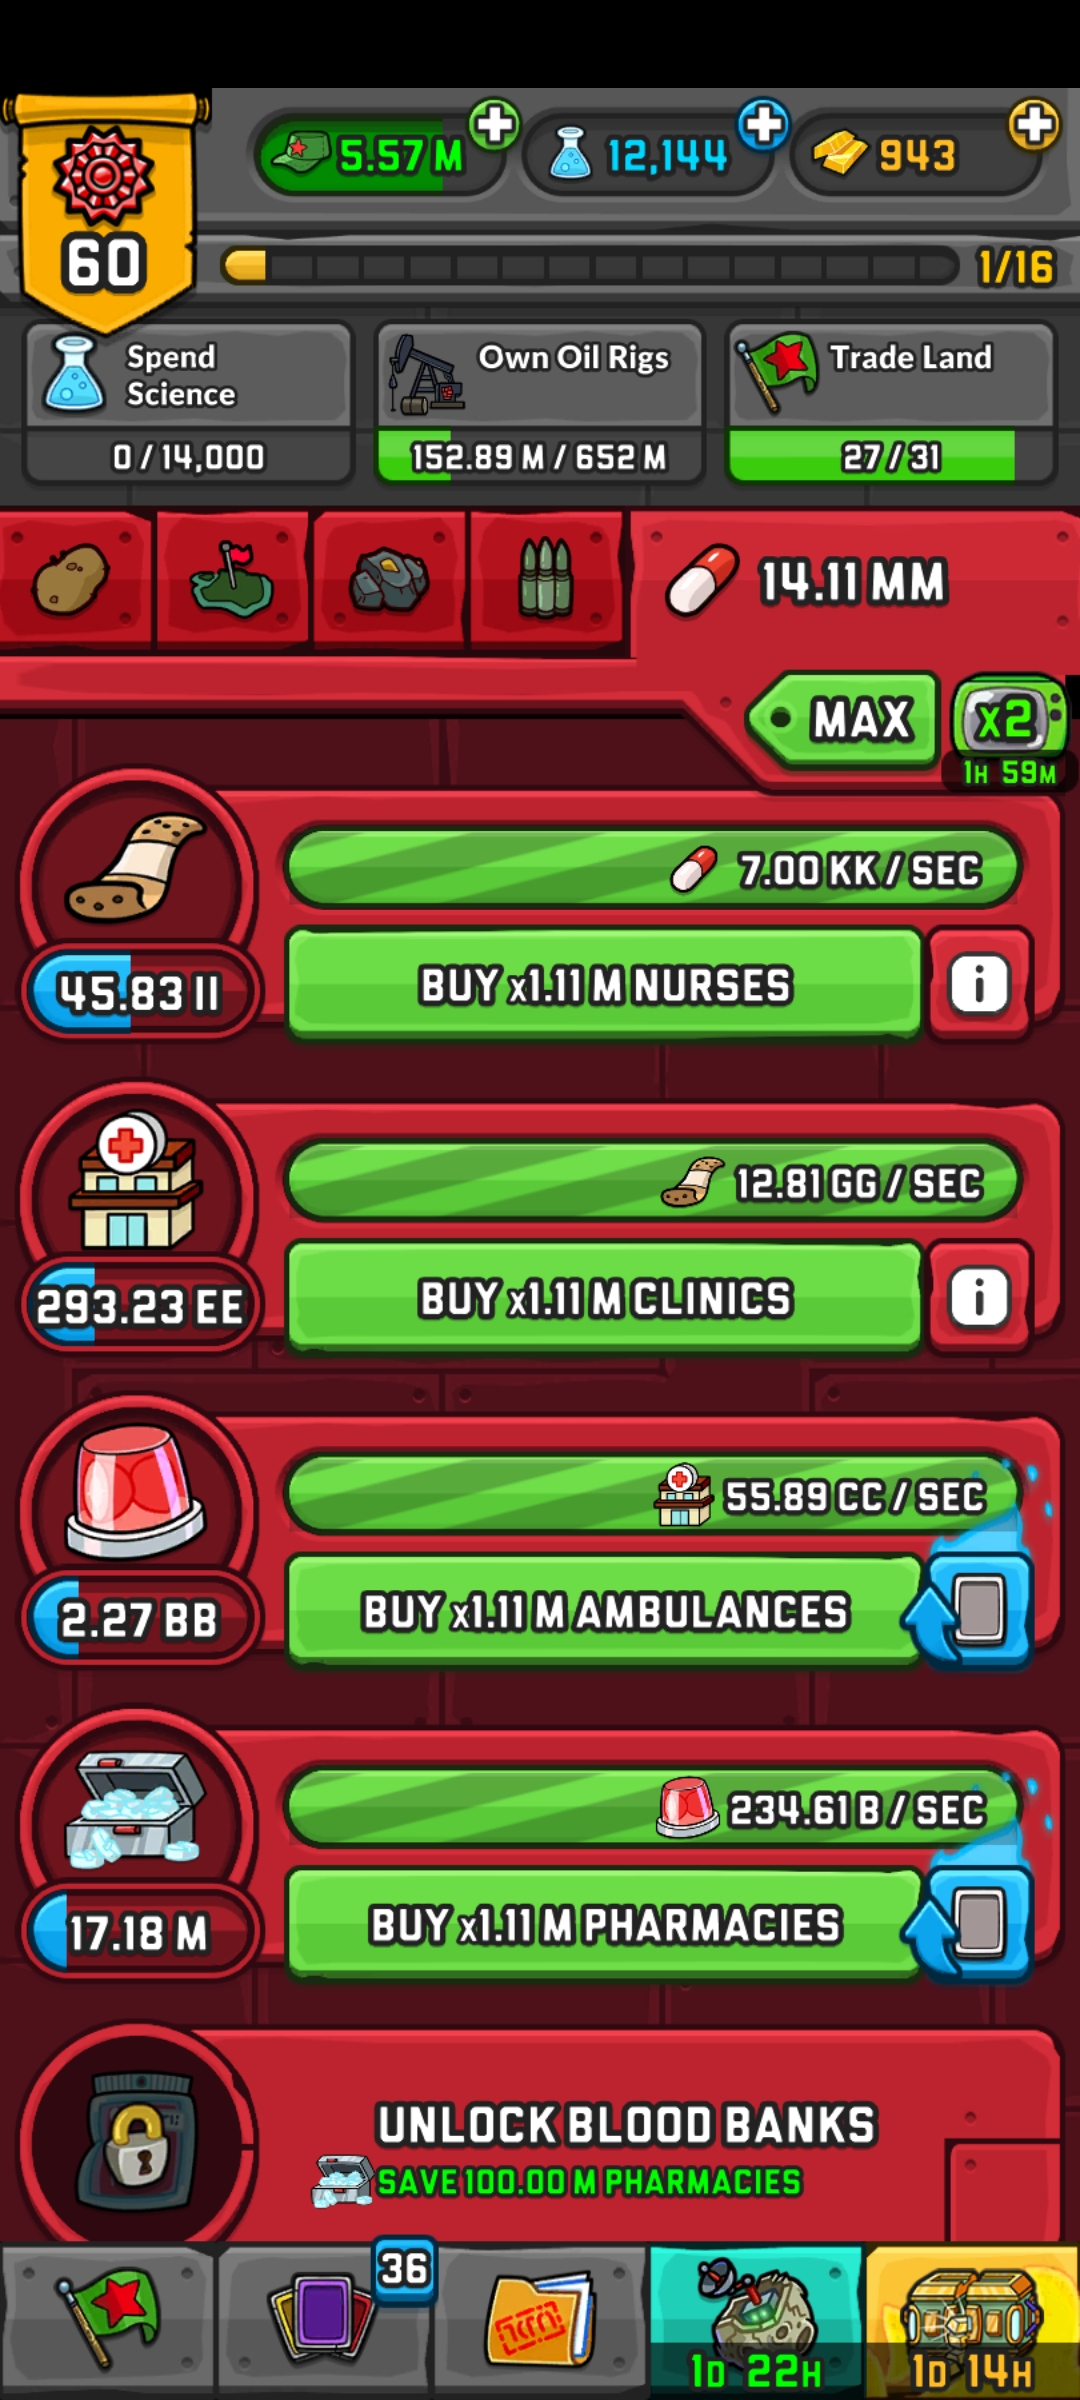 5.57 M
12,144
943
60
1/16
Spend
Science
Own Oil Rigs
Trade Land
0 / 14,000
152.89 M / 652 M
27 / 31
14.11 MM
MAX
x2
1H 59M
7.00 KK / SEC
45.83 II
BUY x1.11 M NURSES
i
12.81 GG / SEC
293.23 EE
BUY x1.11 M CLINICS
i
55.89 CC / SEC
2.27 BB
BUY x1.11 M AMBULANCES
234.61 B / SEC
17.18 M
BUY x1.11 M PHARMACIES
UNLOCK BLOOD BANKS
SAVE 100.00 M PHARMACIES
36
1D 22H
1D 14H